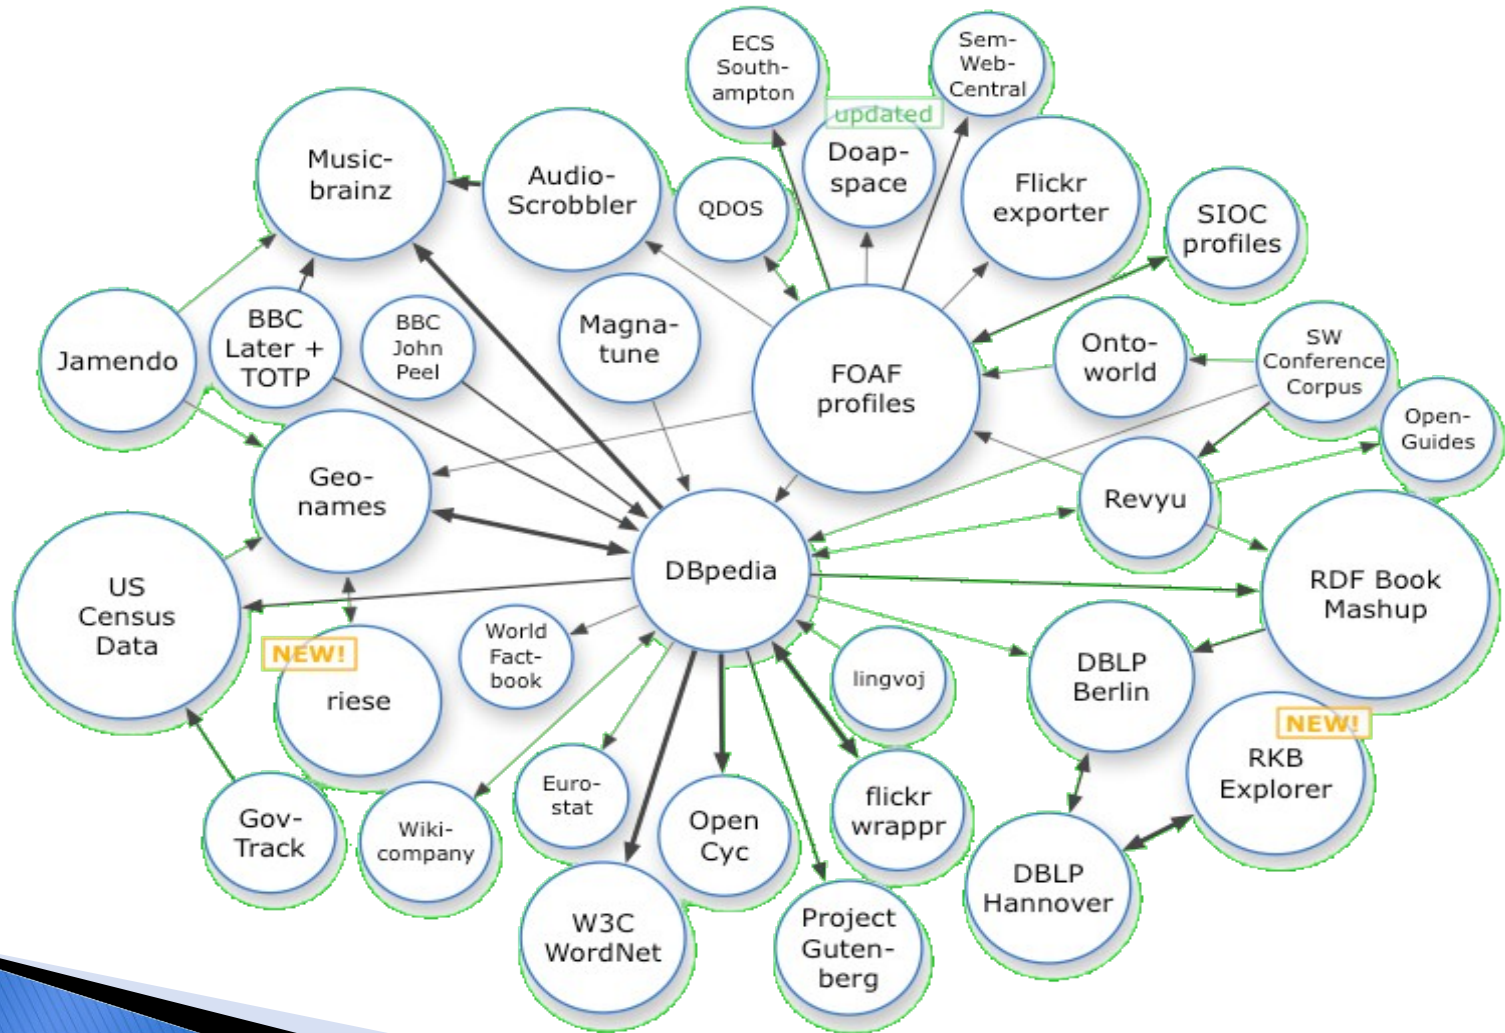 ECS
South-
ampton
Sem-
Web-
Central
updated
Doap-
space
Music-
brainz
Audio-
Scrobbler
QDOS
Flickr
exporter
SIOC
profiles
Jamendo
BBC
Later +
TOTP
BBC
John
Peel
Magna-
tune
FOAF
profiles
Onto-
world
SW
Conference
Corpus
Open-
Guides
Geo-
names
Revyu
DBpedia
US
Census
Data
RDF Book
Mashup
NEW!
riese
World
Fact-
book
lingvoj
DBLP
Berlin
NEW!
RKB
Explorer
Gov-
Track
Wiki-
company
Euro-
stat
Open
Cyc
flickr
wrappr
DBLP
Hannover
W3C
WordNet
Project
Guten-
berg